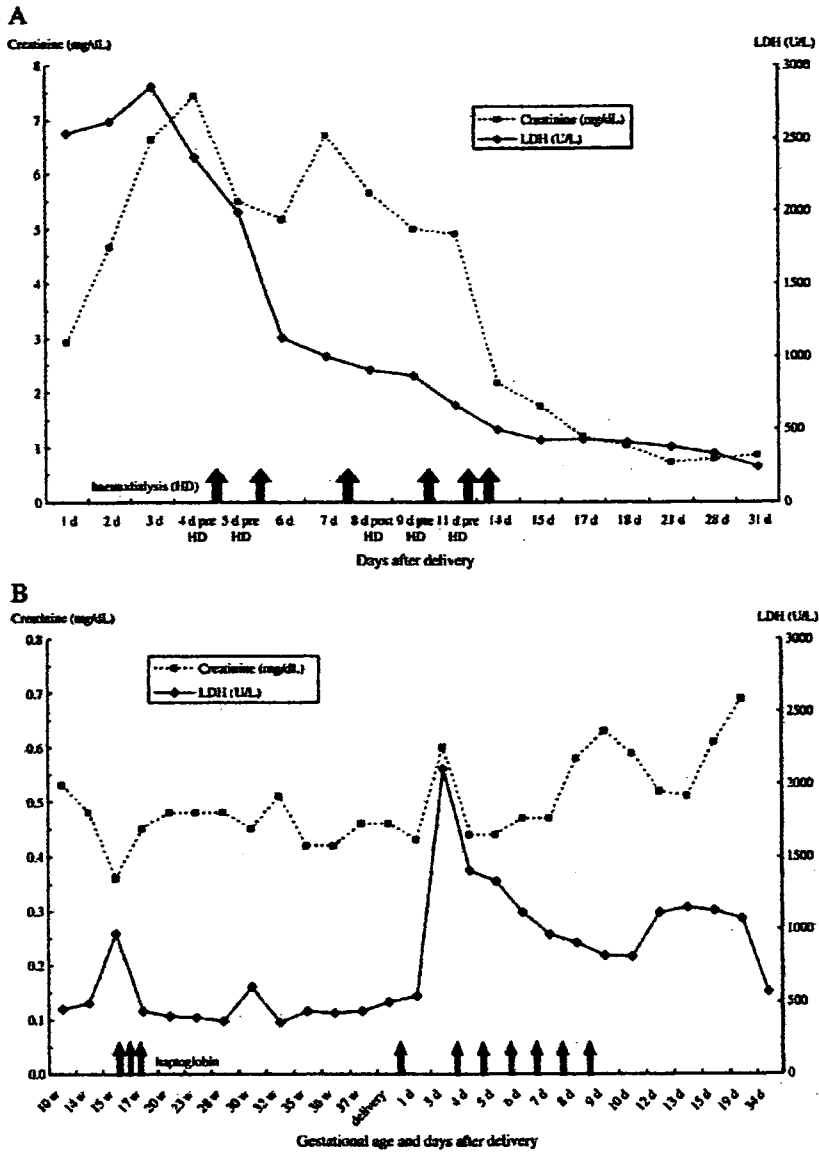 A
Creatinine (mg/dL)
LDH (U/L)
8
7
6
5
4
3
2
1
0
3000
2500
2000
1500
1000
500
0
Creatinine (mg/dL)
LDH (U/L)
haemodialysis (HD)
1 d
2 d
3 d
4 d pre HD
5 d pre HD
6 d
7 d
8 d post HD
9 d pre HD
11 d pre HD
14 d
15 d
17 d
18 d
28 d
31 d
Days after delivery
B
Creatinine (mg/dL)
LDH (U/L)
0.8
0.7
0.6
0.5
0.4
0.3
0.2
0.1
0.0
3000
2500
2000
1500
1000
500
0
Creatinine (mg/dL)
LDH (U/L)
haptoglobin
10 w
14 w
15 w
17 w
20 w
23 w
28 w
30 w
32 w
35 w
36 w
37 w
delivery
1 d
3 d
4 d
5 d
6 d
7 d
8 d
9 d
10 d
12 d
13 d
15 d
19 d
34 d
Gestational age and days after delivery